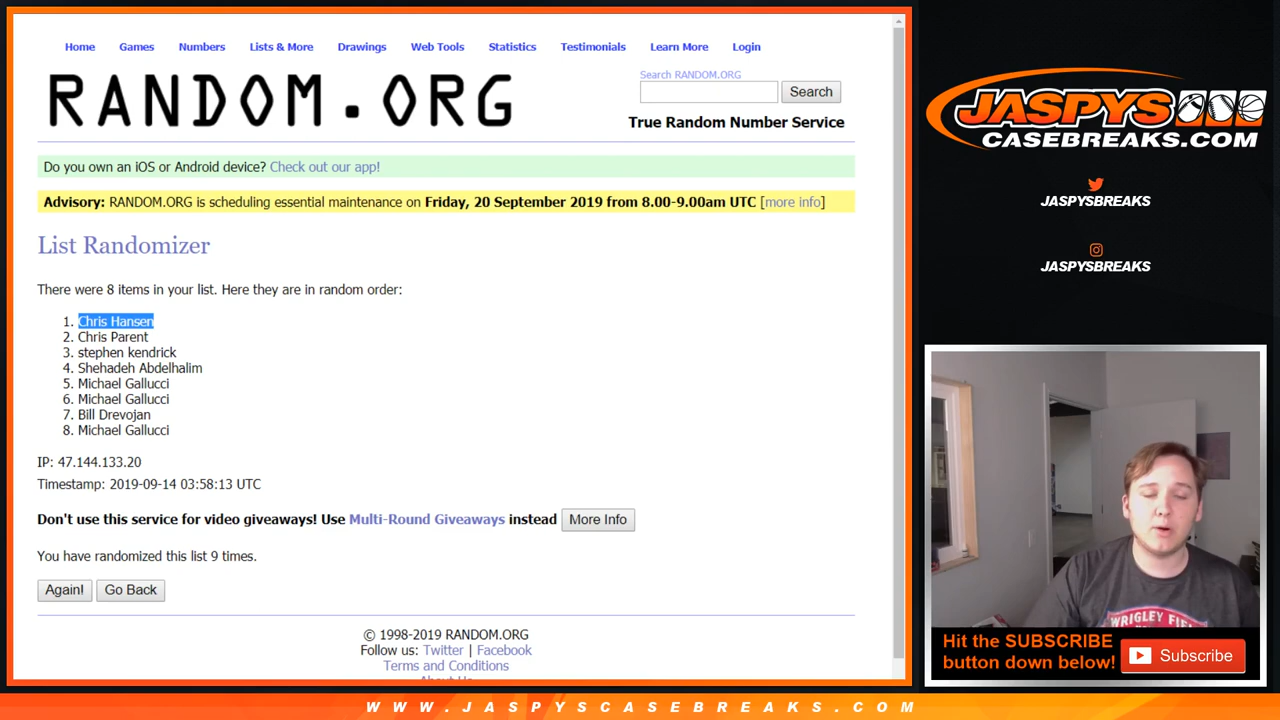 Home Games Numbers Lists & More Drawings Web Tools Statistics Testimonials Learn More Login
RANDOM.ORG
Search RANDOM.ORG
Search
True Random Number Service
Do you own an iOS or Android device? Check out our app!
Advisory: RANDOM.ORG is scheduling essential maintenance on Friday, 20 September 2019 from 8.00-9.00am UTC [more info]
List Randomizer
There were 8 items in your list. Here they are in random order:
1. Chris Hansen
2. Chris Parent
3. stephen kendrick
4. Shehadeh Abdelhalim
5. Michael Gallucci
6. Michael Gallucci
7. Bill Drevojan
8. Michael Gallucci
IP: 47.144.133.20
Timestamp: 2019-09-14 03:58:13 UTC
Don't use this service for video giveaways! Use Multi-Round Giveaways instead More Info
You have randomized this list 9 times.
Again! Go Back
© 1998-2019 RANDOM.ORG
Follow us: Twitter | Facebook
Terms and Conditions
About Us
JASPYS
CASEBREAKS.COM
JASPYSBREAKS
JASPYSBREAKS
WRIGLEY FIE
Hit the SUBSCRIBE
button down below!
Subscribe
WWW.JASPYSCASEBREAKS.COM